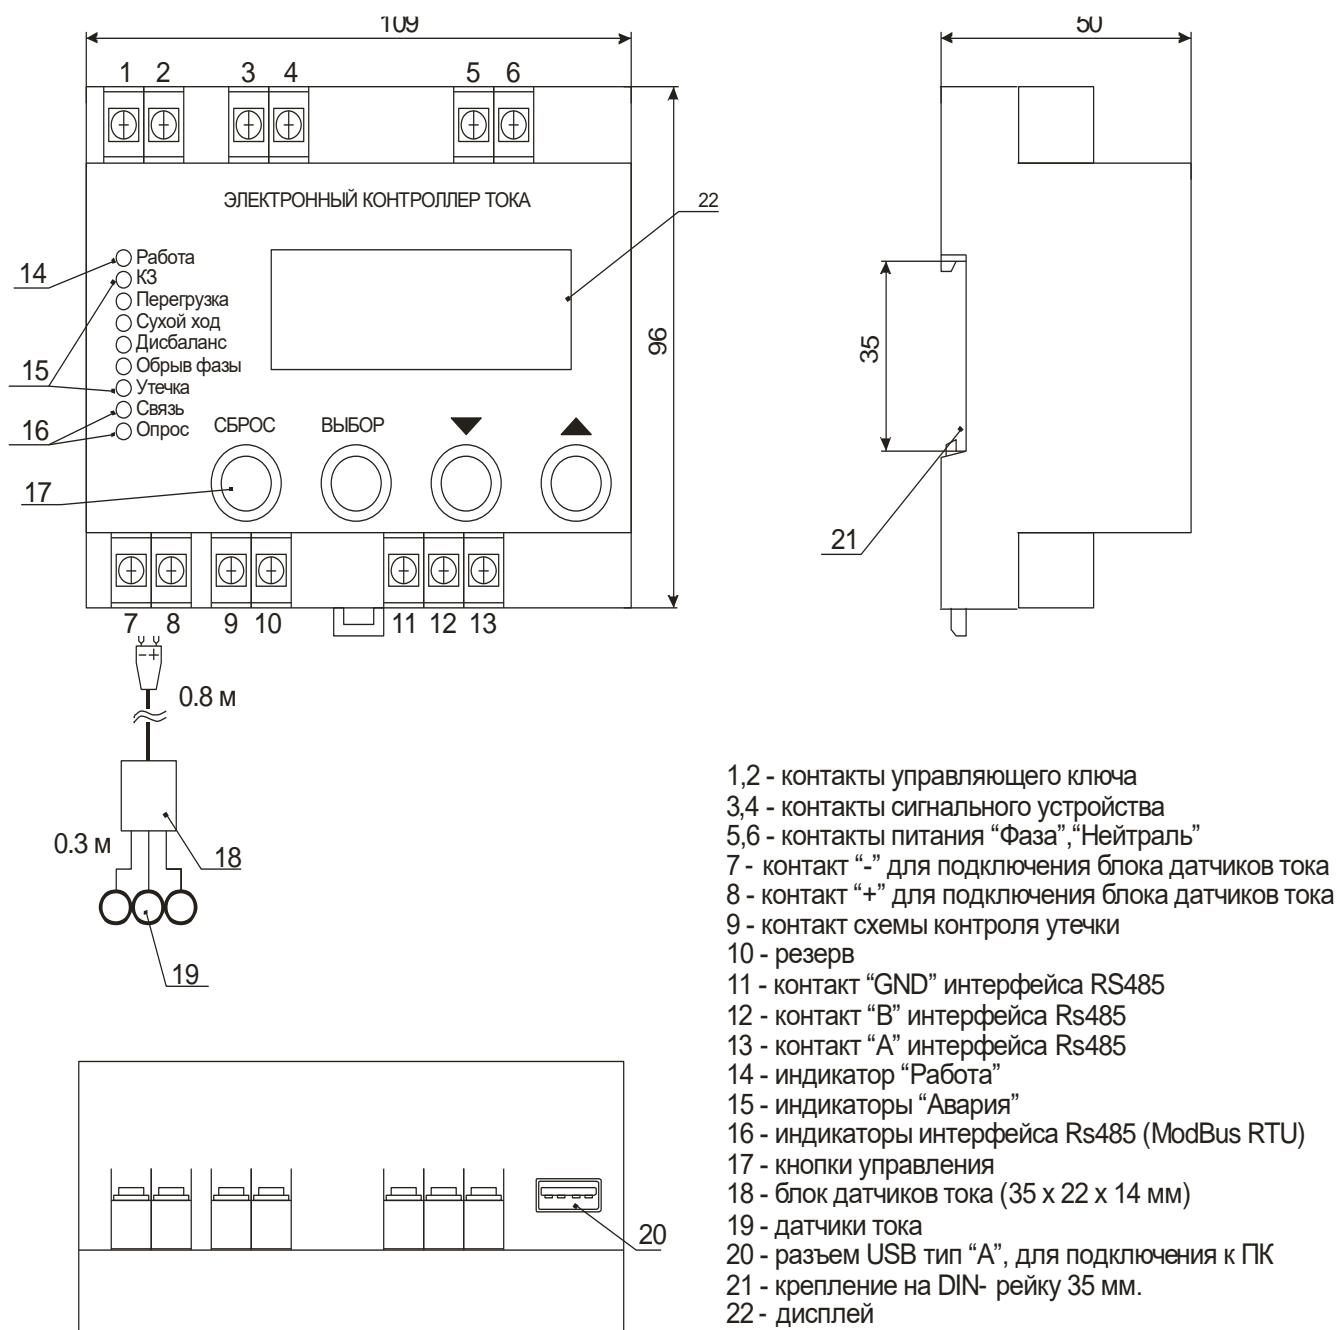 109
50
1 2 3 4 5 6
ЭЛЕКТРОННЫЙ КОНТРОЛЛЕР ТОКА
22
14
Работа
КЗ
Перегрузка
Сухой ход
Дисбаланс
Обрыв фазы
15
Утечка
Связь
16
Опрос
96
35
СБРОС ВЫБОР
17
21
7 8 9 10 11 12 13
- +
0.8 м
0.3 м
18
19
20
1,2 - контакты управляющего ключа
3,4 - контакты сигнального устройства
5,6 - контакты питания “Фаза”,“Нейтраль”
7 - контакт “-” для подключения блока датчиков тока
8 - контакт “+” для подключения блока датчиков тока
9 - контакт схемы контроля утечки
10 - резерв
11 - контакт “GND” интерфейса RS485
12 - контакт “B” интерфейса Rs485
13 - контакт “A” интерфейса Rs485
14 - индикатор “Работа”
15 - индикаторы “Авария”
16 - индикаторы интерфейса Rs485 (ModBus RTU)
17 - кнопки управления
18 - блок датчиков тока (35 x 22 x 14 мм)
19 - датчики тока
20 - разъем USB тип “A”, для подключения к ПК
21 - крепление на DIN- рейку 35 мм.
22 - дисплей